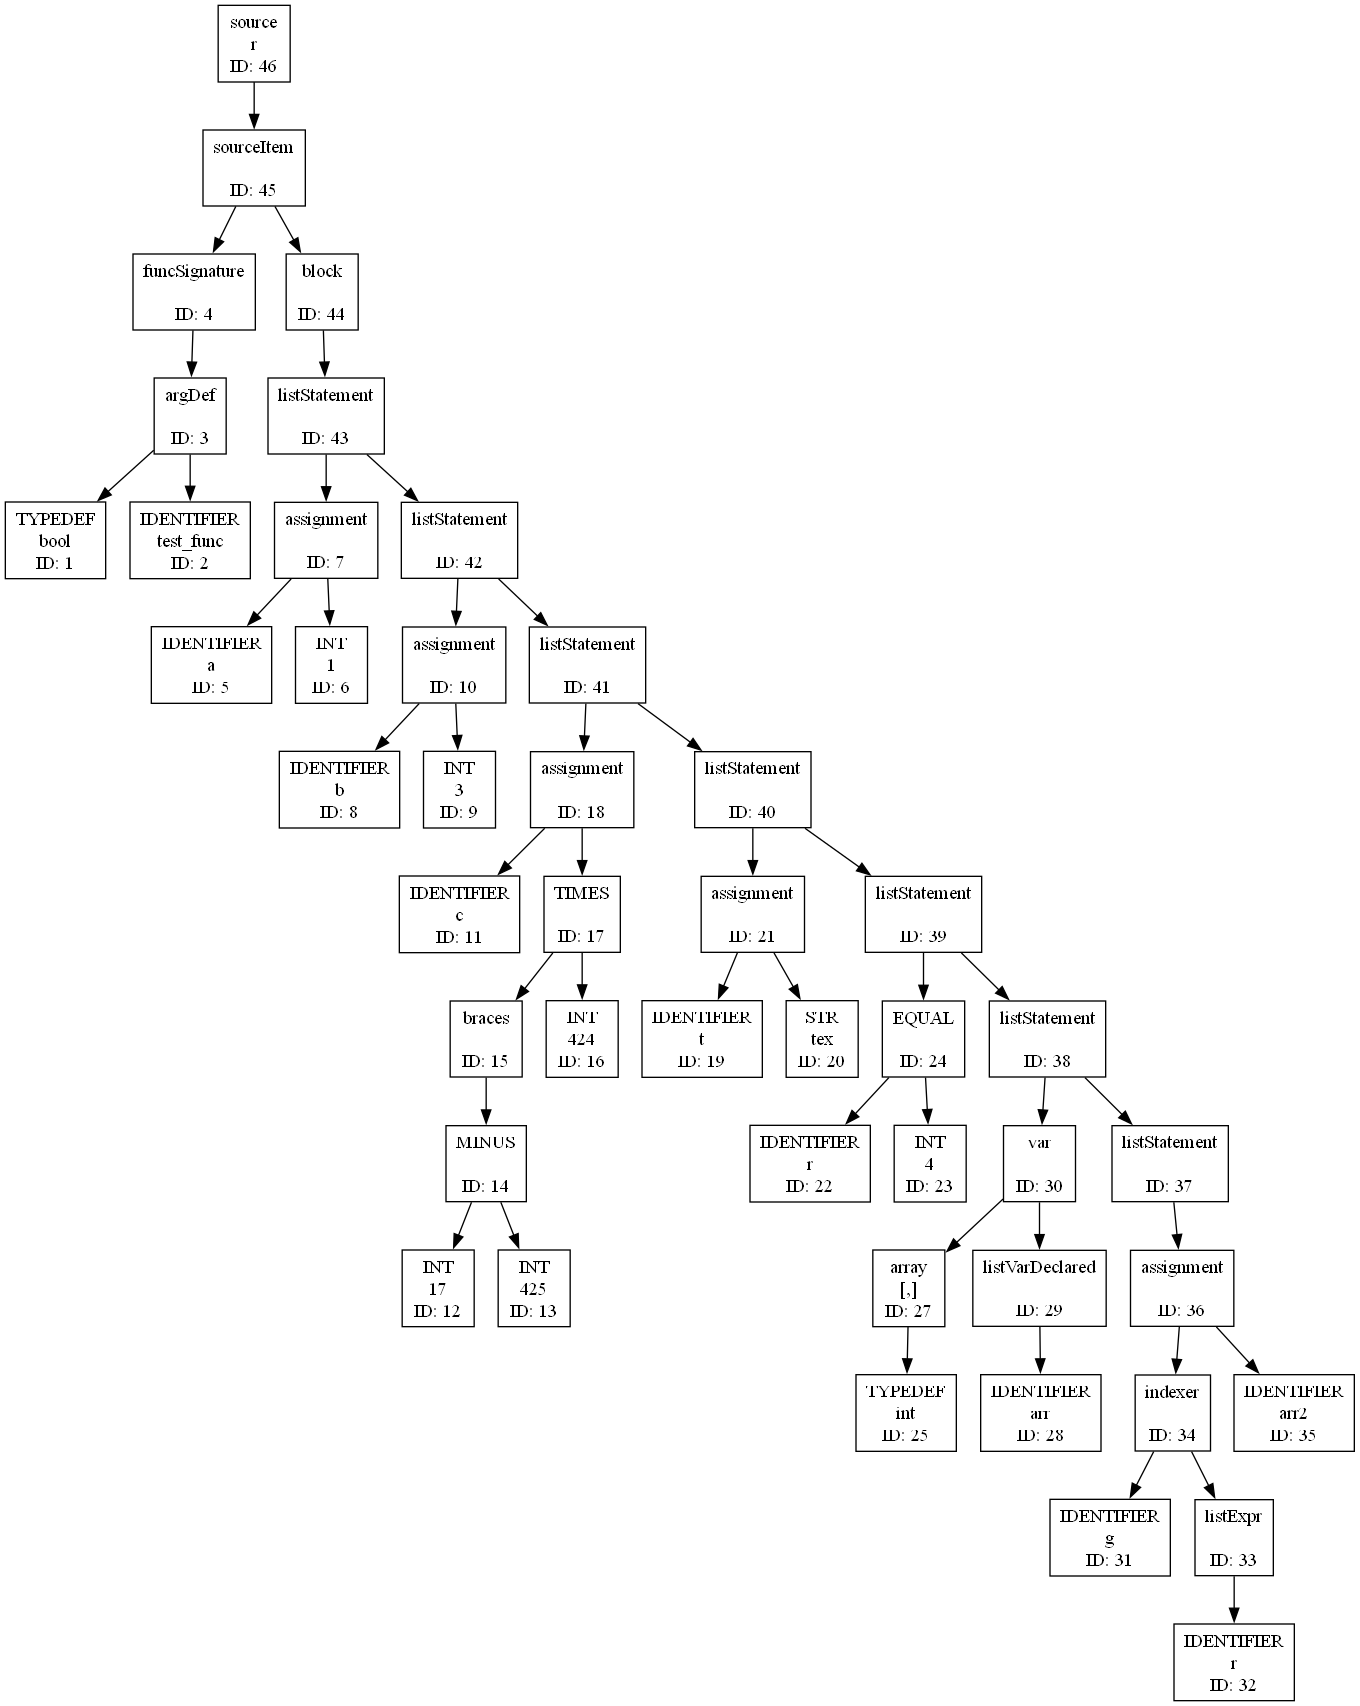 source
r
ID: 46
sourceItem
ID: 45
funcSignature
ID: 4
block
ID: 44
argDef
ID: 3
listStatement
ID: 43
TYPEDEF
bool
ID: 1
IDENTIFIER
test_func
ID: 2
assignment
ID: 7
listStatement
ID: 42
IDENTIFIER
a
ID: 5
INT
1
ID: 6
assignment
ID: 10
listStatement
ID: 41
IDENTIFIER
b
ID: 8
INT
3
ID: 9
assignment
ID: 18
listStatement
ID: 40
IDENTIFIER
c
ID: 11
TIMES
ID: 17
assignment
ID: 21
listStatement
ID: 39
braces
ID: 15
INT
424
ID: 16
IDENTIFIER
t
ID: 19
STR
tex
ID: 20
EQUAL
ID: 24
listStatement
ID: 38
MINUS
ID: 14
IDENTIFIER
r
ID: 22
INT
4
ID: 23
var
ID: 30
listStatement
ID: 37
INT
17
ID: 12
INT
425
ID: 13
array
[,]
ID: 27
listVarDeclared
ID: 29
assignment
ID: 36
TYPEDEF
int
ID: 25
IDENTIFIER
arr
ID: 28
indexer
ID: 34
IDENTIFIER
arr2
ID: 35
IDENTIFIER
g
ID: 31
listExpr
ID: 33
IDENTIFIER
r
ID: 32